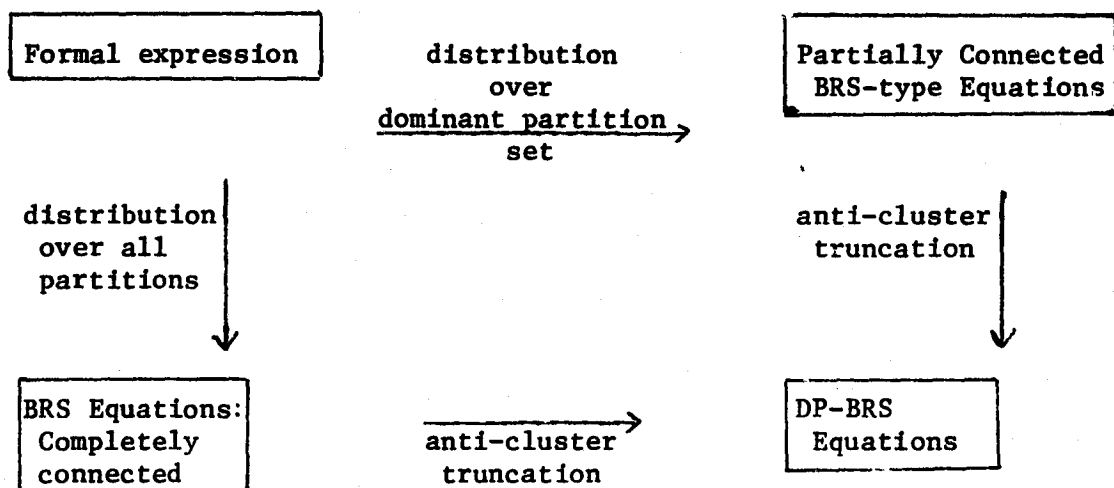 Formal expression
distribution
over
dominant partition
set
Partially Connected
BRS-type Equations
distribution
over all
partitions
anti-cluster
truncation
BRS Equations:
Completely
connected
anti-cluster
truncation
DP-BRS
Equations